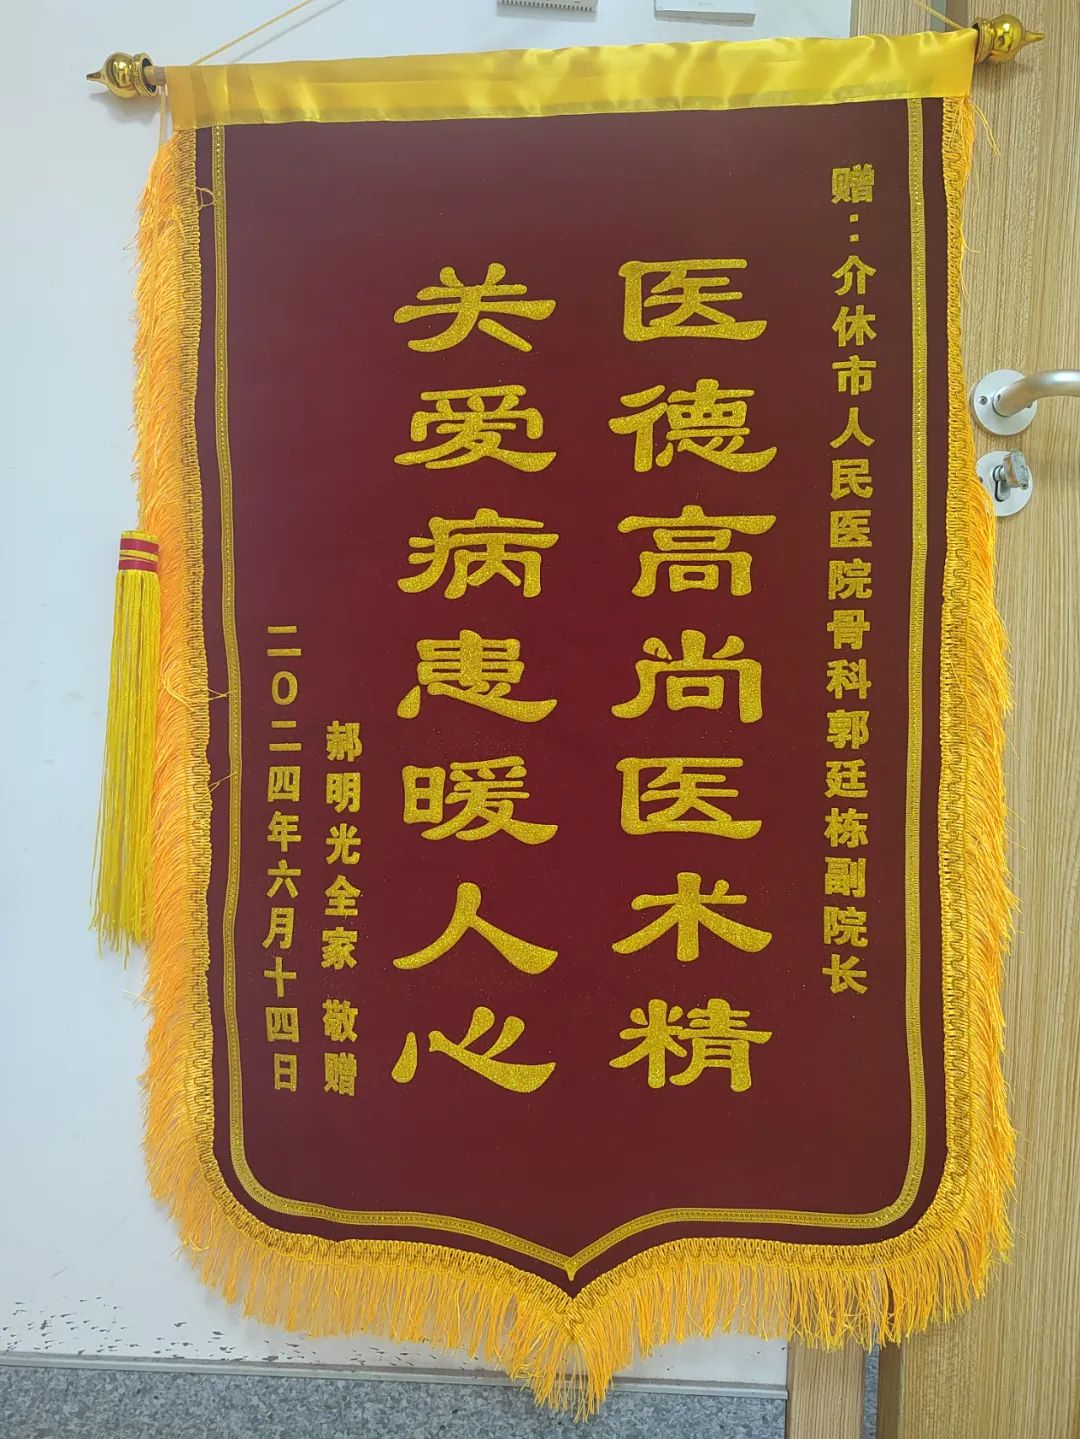 赠：介休市人民医院骨科郭廷栋副院长
医德高尚医术精
关爱病患暖人心
郝明光全家 敬赠
二〇二四年六月十四日